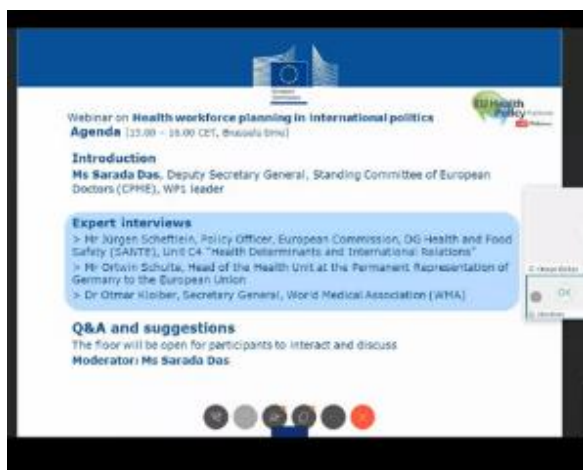 European
Commission
EU Health
Policy Platform
Webinar on Health workforce planning in international politics
Agenda (15.00 - 16.00 CET, Brussels time)
Introduction
Ms Sarada Das, Deputy Secretary General, Standing Committee of European
Doctors (CPME), WP1 leader
Expert interviews
> Mr Jürgen Scheftlein, Policy Officer, European Commission, DG Health and Food
Safety (SANTE), Unit C4 "Health Determinants and International Relations"
> Mr Ortwin Schulte, Head of the Health Unit at the Permanent Representation of
Germany to the European Union
> Dr Otmar Kloiber, Secretary General, World Medical Association (WMA)
OK
Q&A and suggestions
The floor will be open for participants to interact and discuss
Moderator: Ms Sarada Das